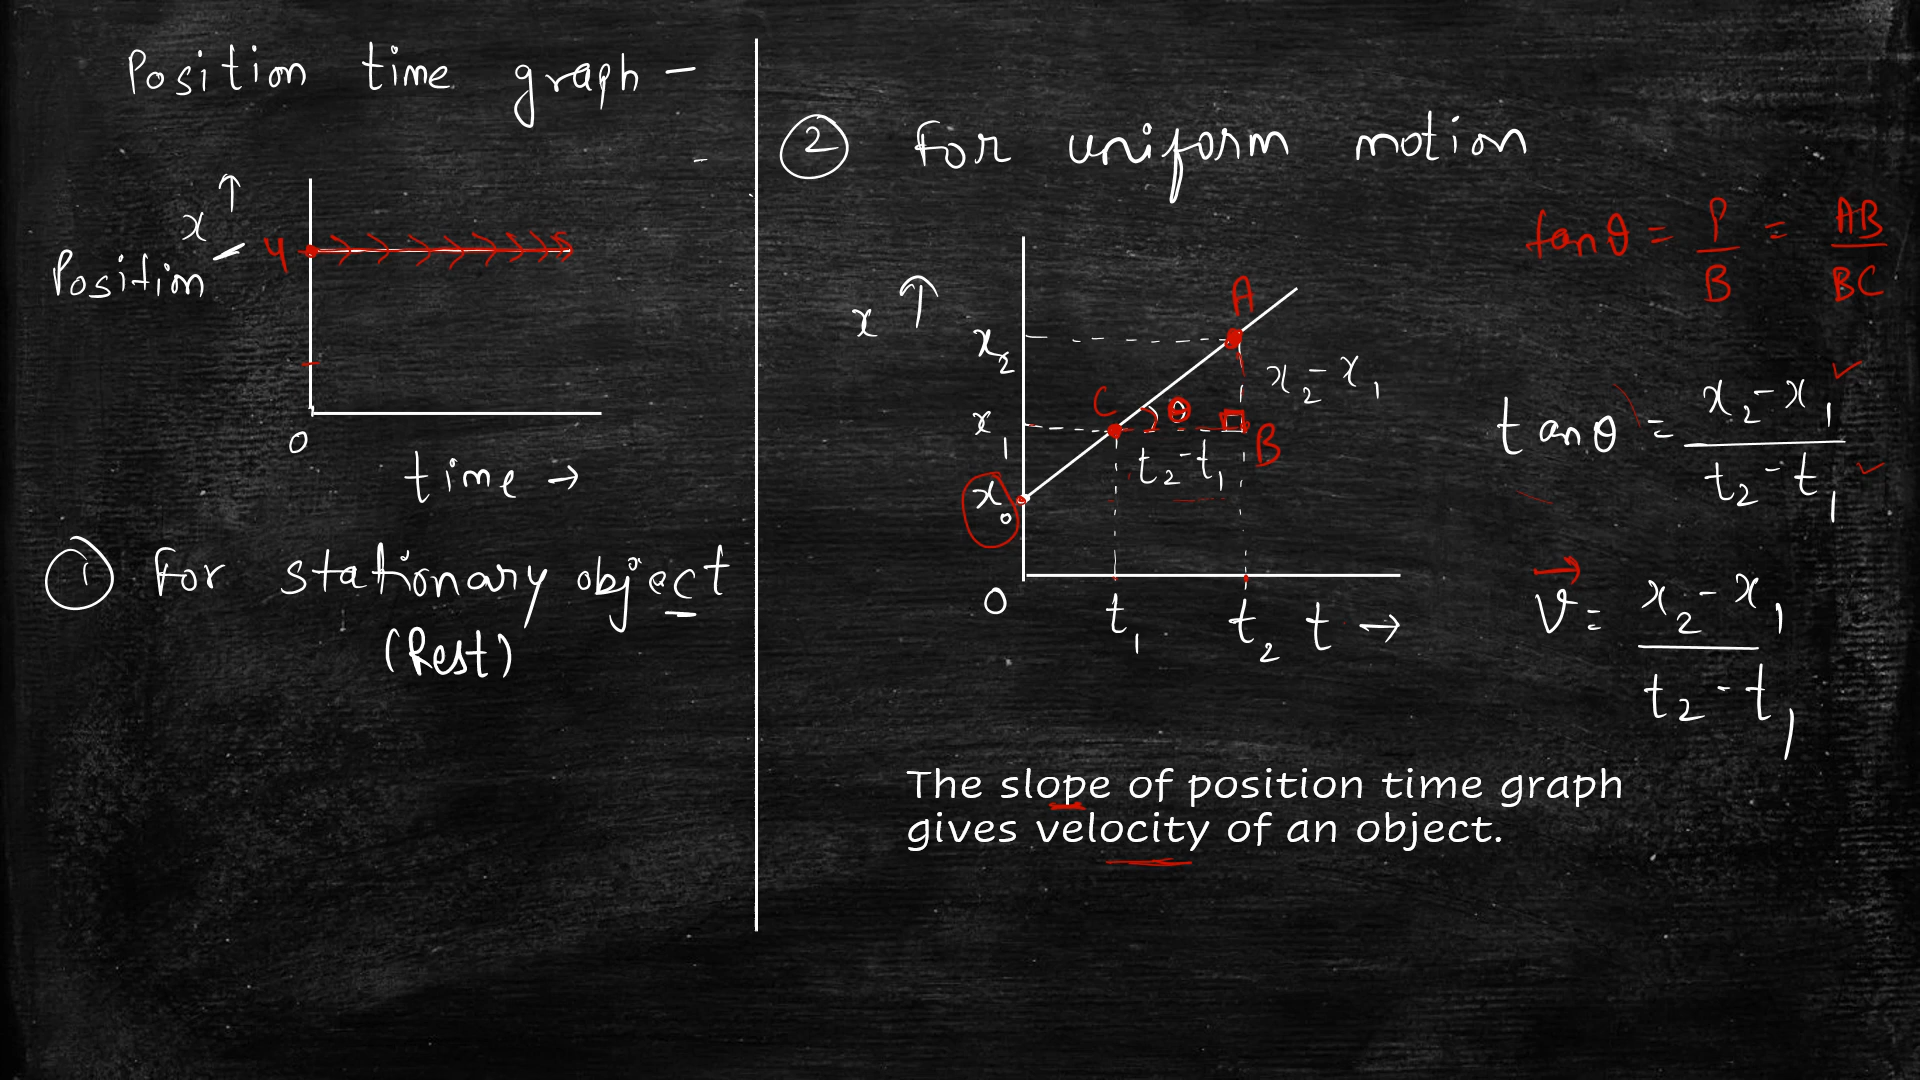 Position time graph -
x ↑
Position
4
0
time →
① For stationary object
(Rest)
② For uniform motion
tanθ = P/B = AB/BC
x ↑
A
x₂
x₂-x₁
C
θ
x₁
B
t₂-t₁
x₀
0
t₁
t₂
t →
tanθ = x₂-x₁ / t₂-t₁
v⃗ = x₂-x₁ / t₂-t₁
The slope of position time graph
gives velocity of an object.